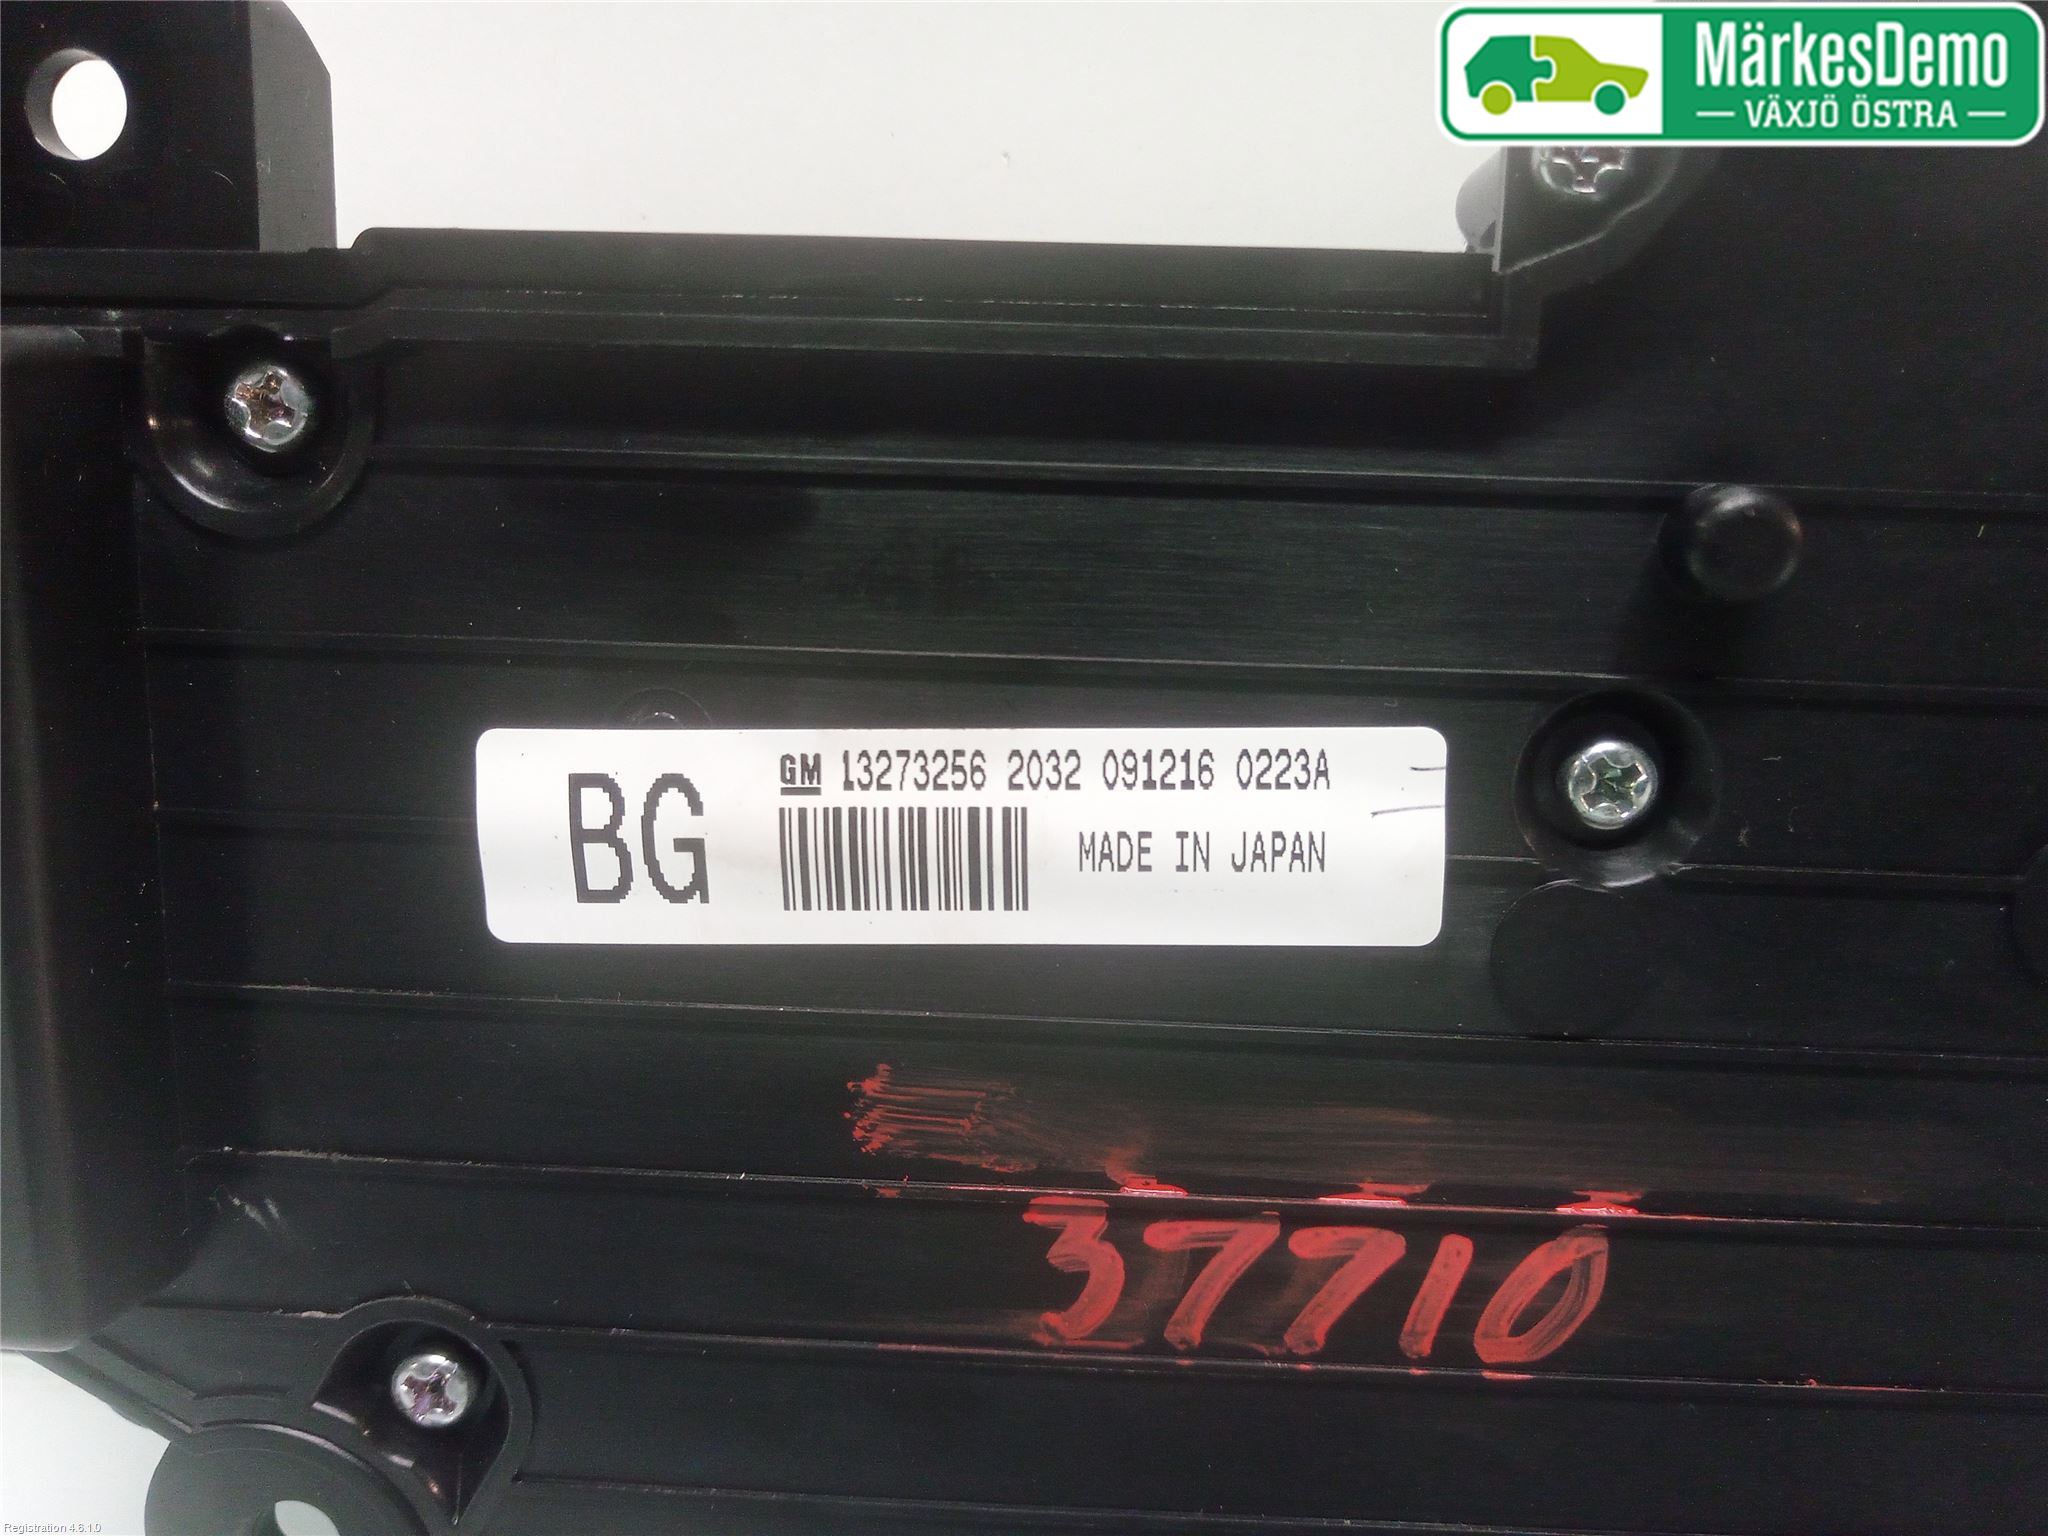 MärkesDemo
VÄXJÖ ÖSTRA
BG
GM 13273256 2032 091216 0223A
MADE IN JAPAN
37710
Registration 4.6.1.0